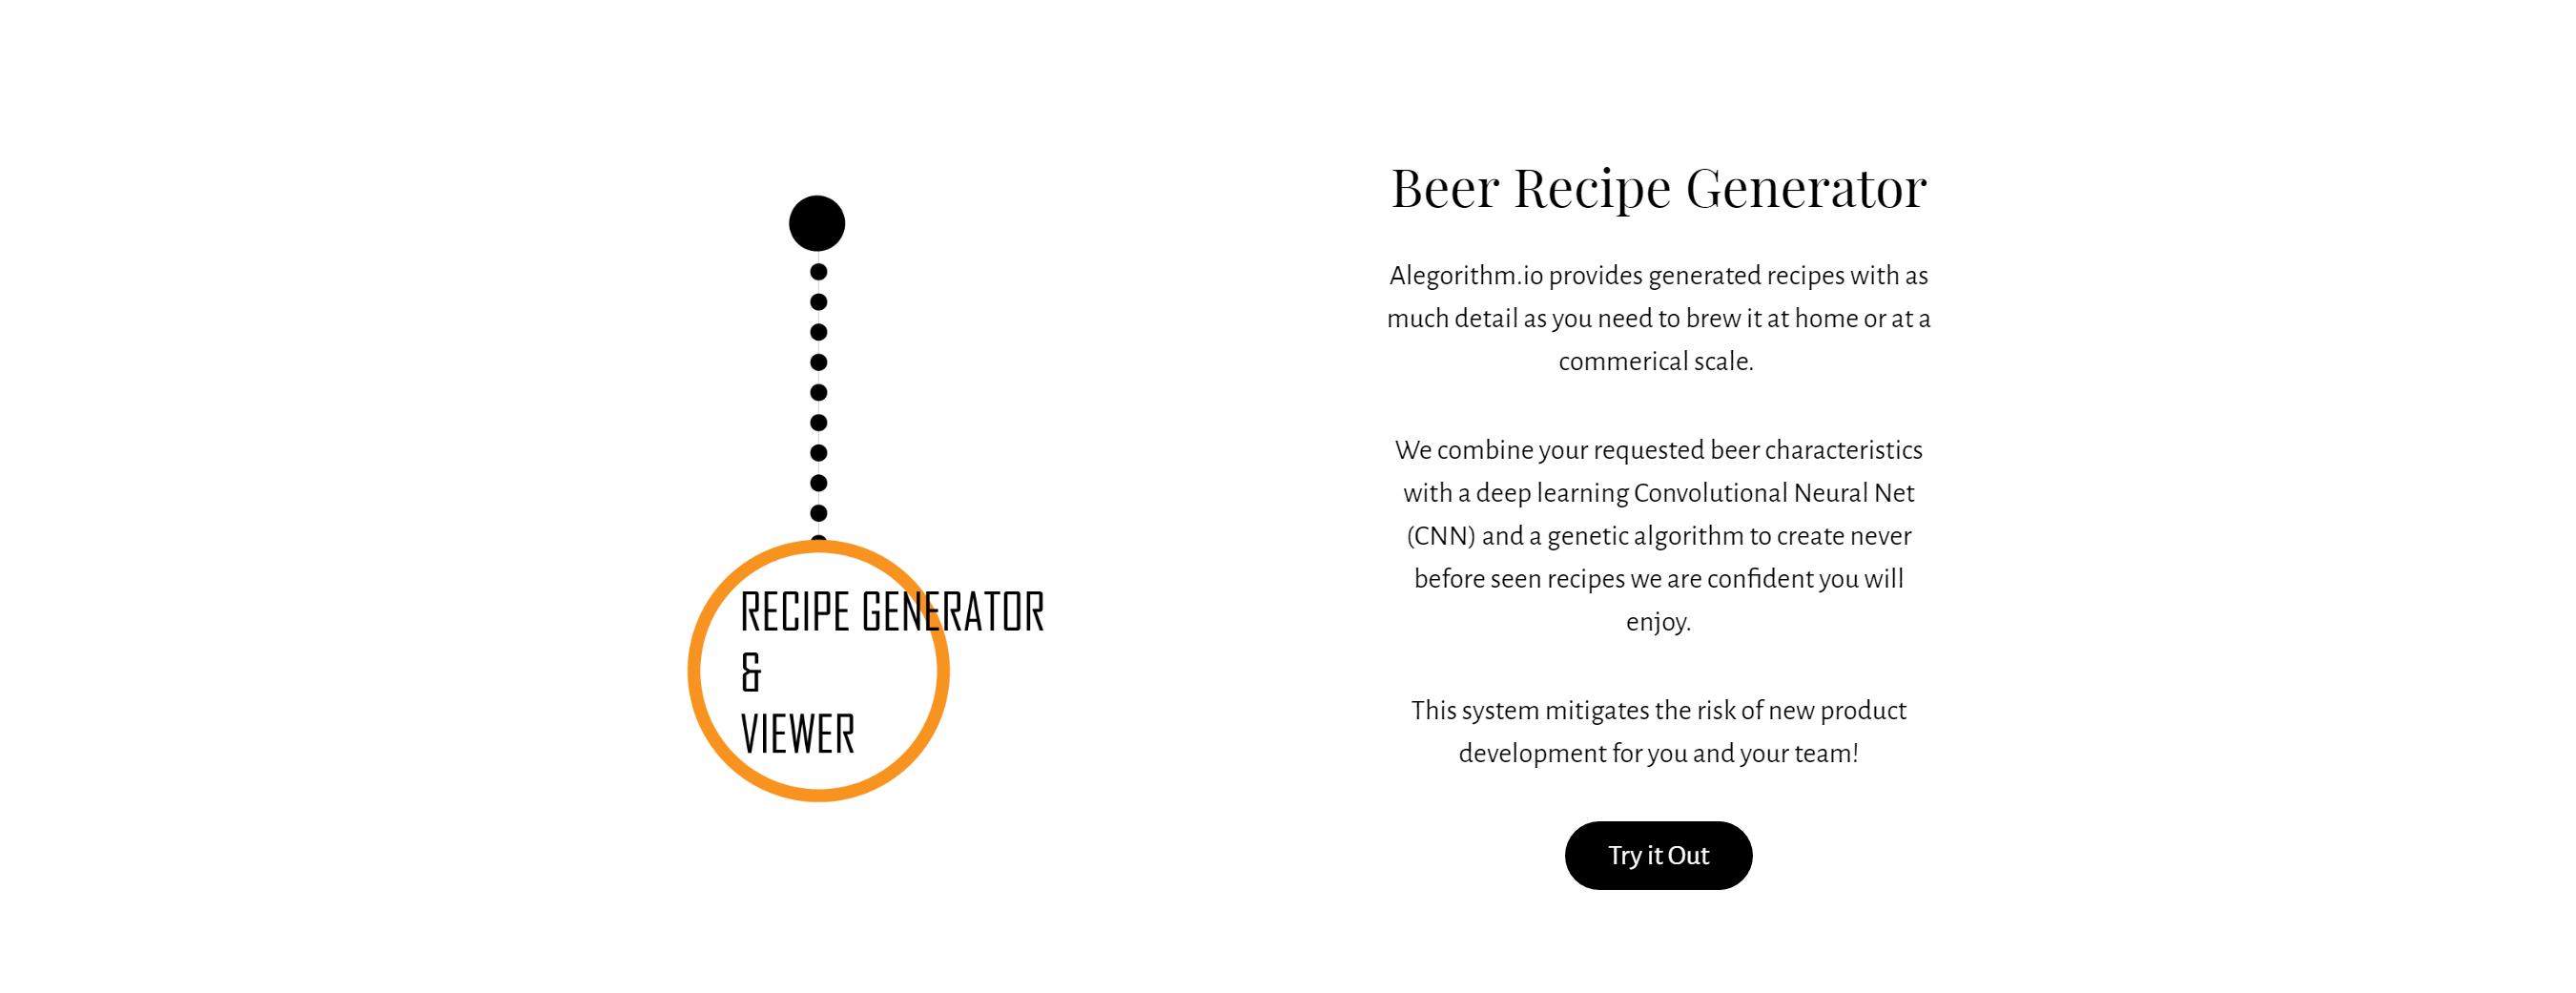 RECIPE GENERATOR
&
VIEWER
Beer Recipe Generator
Alegorithm.io provides generated recipes with as
much detail as you need to brew it at home or at a
commerical scale.
We combine your requested beer characteristics
with a deep learning Convolutional Neural Net
(CNN) and a genetic algorithm to create never
before seen recipes we are confident you will
enjoy.
This system mitigates the risk of new product
development for you and your team!
Try it Out